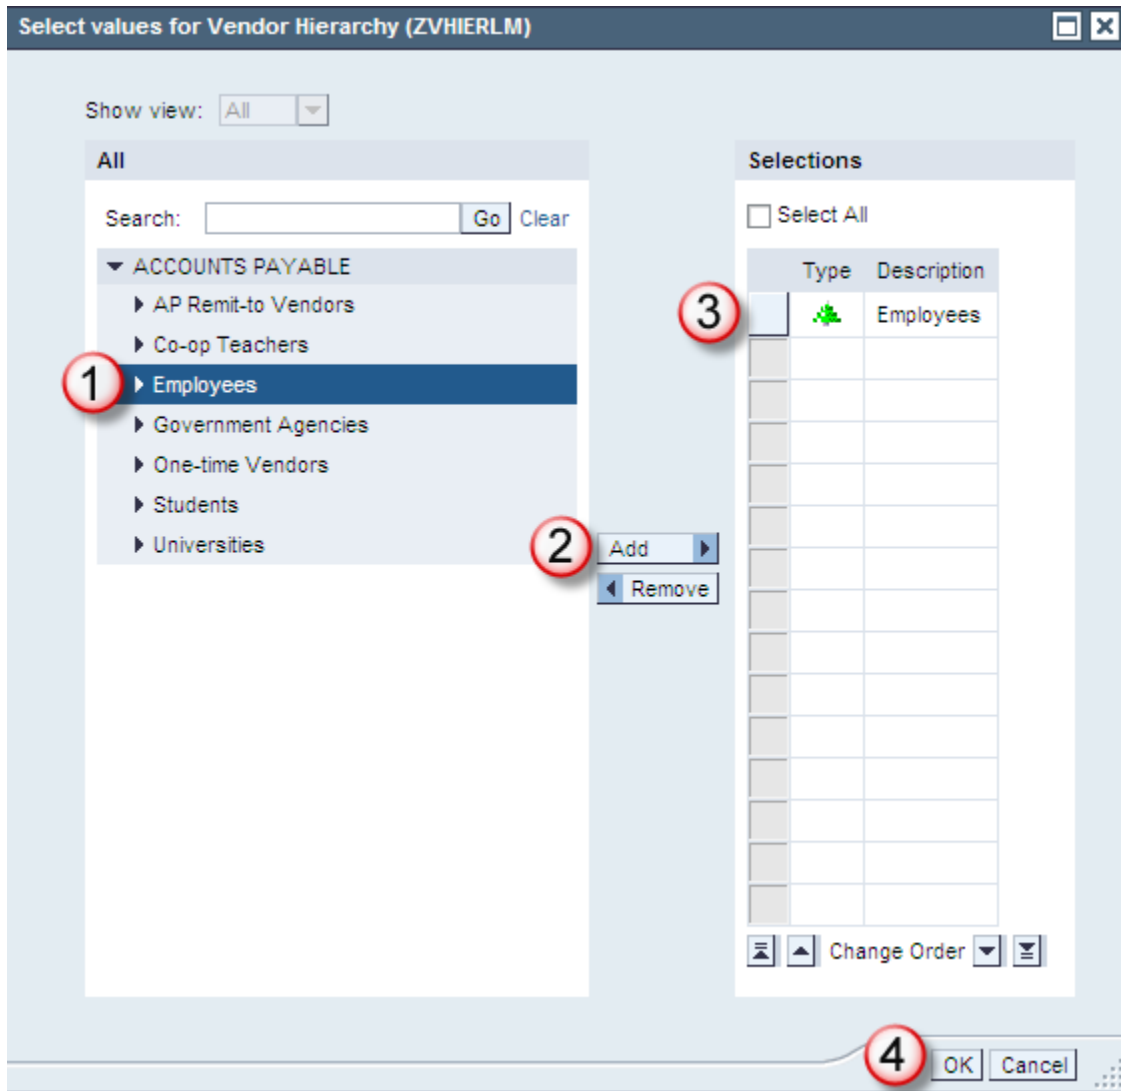 Select values for Vendor Hierarchy (ZVHIERLM)
Show view: All
All
Search: Go Clear
ACCOUNTS PAYABLE
AP Remit-to Vendors
Co-op Teachers
1 Employees
Government Agencies
One-time Vendors
Students
Universities
2 Add
Remove
Selections
Select All
Type Description
3 Employees
Change Order
4 OK Cancel